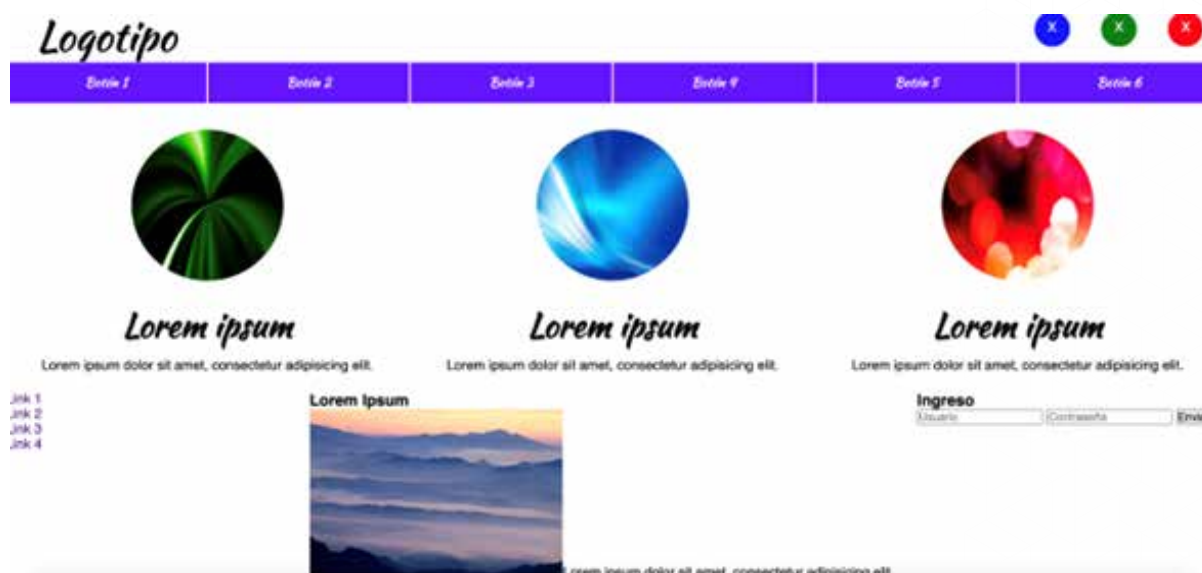 Logotipo
X X X
Botón 1 Botón 2 Botón 3 Botón 4 Botón 5 Botón 6
Lorem ipsum Lorem ipsum Lorem ipsum
Lorem ipsum dolor sit amet, consectetur adipisicing elit. Lorem ipsum dolor sit amet, consectetur adipisicing elit. Lorem ipsum dolor sit amet, consectetur adipisicing elit.
Link 1
Link 2
Link 3
Link 4
Lorem Ipsum
Lorem ipsum dolor sit amet, consectetur adipisicing elit.
Ingreso
Usuario Contraseña Envia